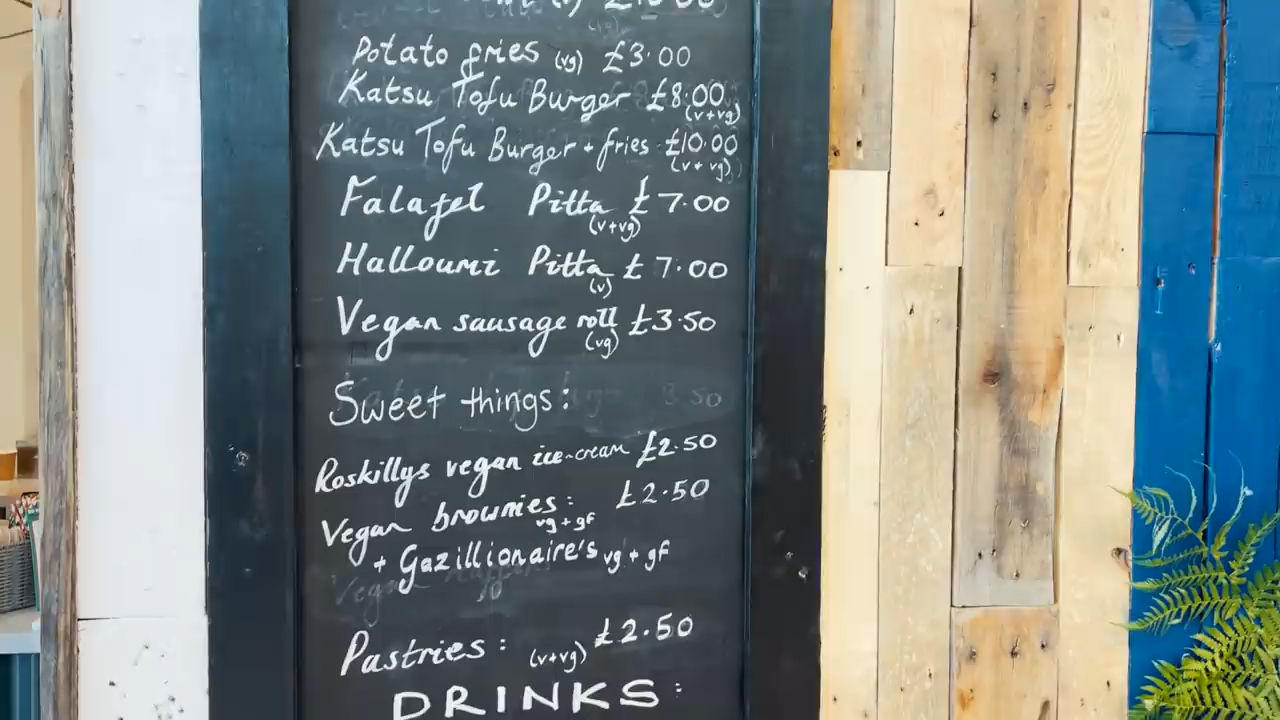 Potato fries (vg) £3.00
Katsu Tofu Burger £8.00
(v+vg)
Katsu Tofu Burger + fries £10.00
(v+vg)
Falafel Pitta £7.00
(v+vg)
Halloumi Pitta £7.00
(v)
Vegan sausage roll £3.50
(vg)
Sweet things:
Roskillys vegan ice-cream £2.50
Vegan brownies: £2.50
vg+gf
+ Gazillionaire's vg + gf
Pastries: (v+vg) £2.50
DRINKS: